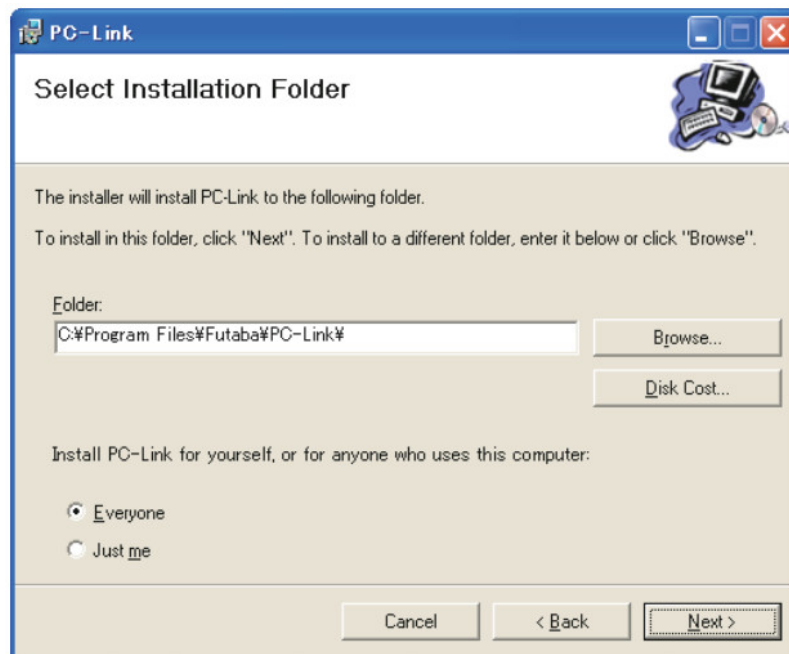 PC-Link
Select Installation Folder
The installer will install PC-Link to the following folder.
To install in this folder, click "Next". To install to a different folder, enter it below or click "Browse".
Folder:
C:¥Program Files¥Futaba¥PC-Link¥
Browse...
Disk Cost...
Install PC-Link for yourself, or for anyone who uses this computer:
Everyone
Just me
Cancel
< Back
Next >